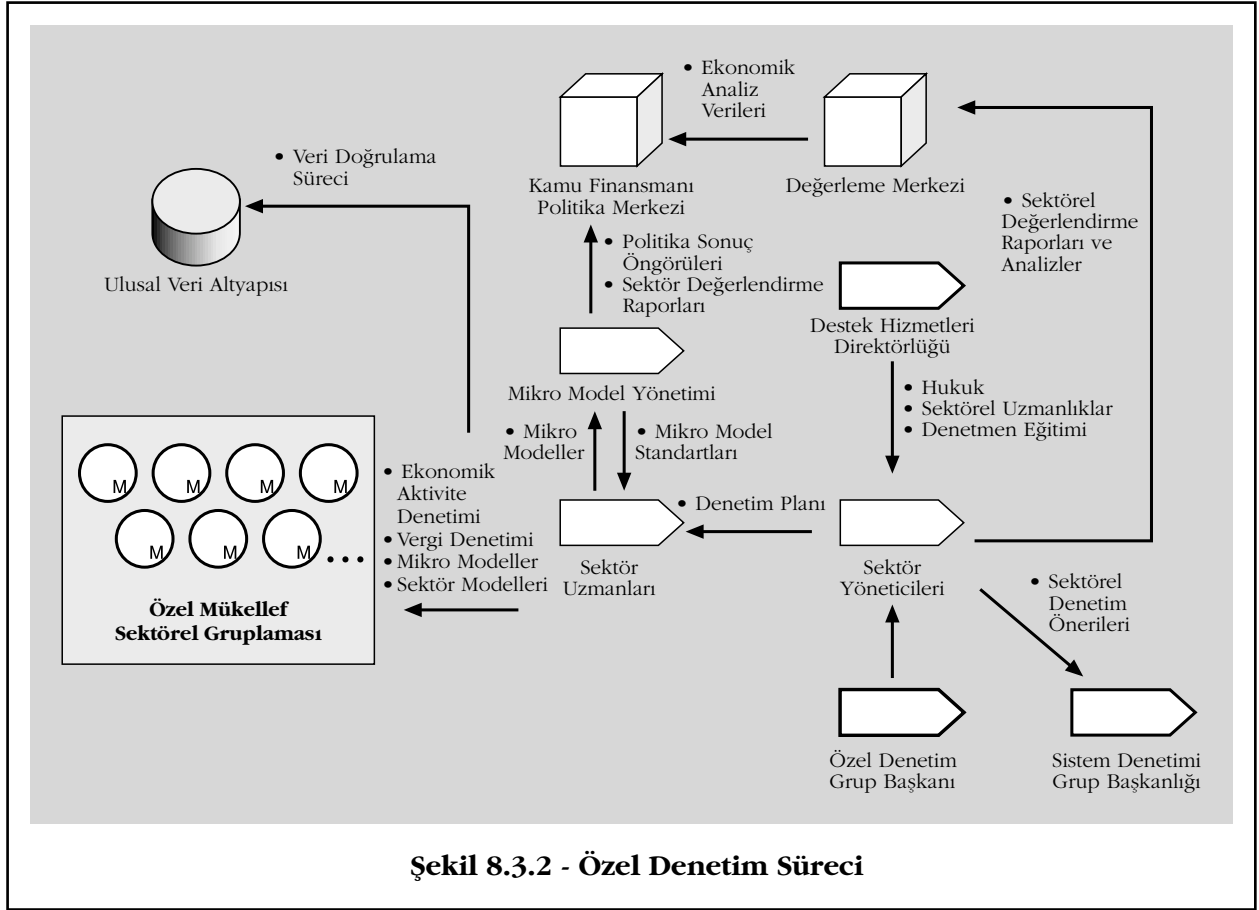 • Ekonomik
Analiz
Verileri
Kamu Finansmanı
Politika Merkezi
Değerleme Merkezi
• Veri Doğrulama
Süreci
Ulusal Veri Altyapısı
• Sektörel
Değerlendirme
Raporları ve
Analizler
• Politika Sonuç
Öngörüleri
• Sektör Değerlendirme
Raporları
Destek Hizmetleri
Direktörlüğü
Mikro Model Yönetimi
• Hukuk
• Sektörel Uzmanlıklar
• Denetmen Eğitimi
• Mikro
Modeller
• Mikro Model
Standartları
M M M M
M M M ...
Özel Mükellef
Sektörel Gruplaması
• Ekonomik
Aktivite
Denetimi
• Vergi Denetimi
• Mikro Modeller
• Sektör Modelleri
• Denetim Planı
Sektör
Uzmanları
Sektör
Yöneticileri
• Sektörel
Denetim
Önerileri
Özel Denetim
Grup Başkanı
Sistem Denetimi
Grup Başkanlığı
Şekil 8.3.2 - Özel Denetim Süreci